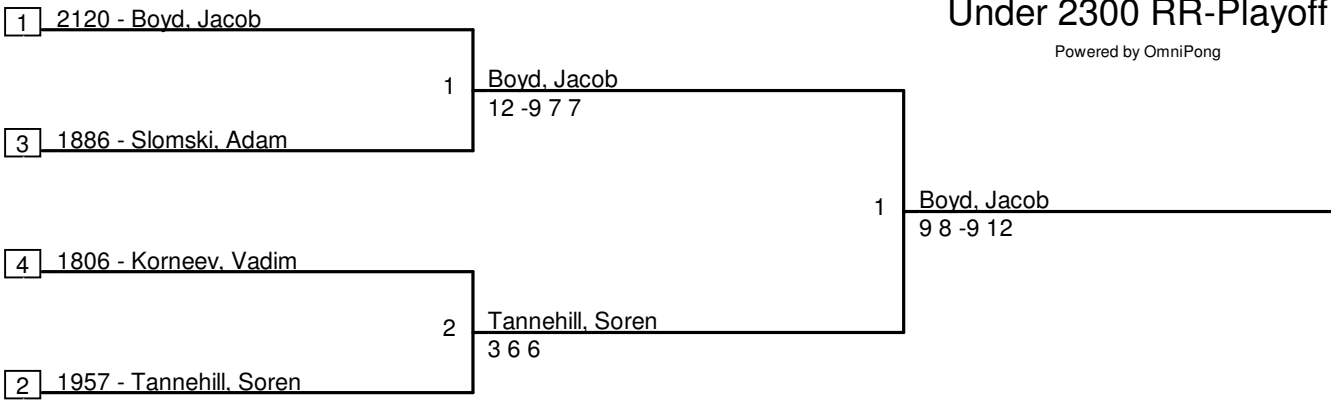 Under 2300 RR-Playoff
Powered by OmniPong
1 2120 - Boyd, Jacob
1 Boyd, Jacob
12 -9 7 7
3 1886 - Slomski, Adam
1 Boyd, Jacob
9 8 -9 12
4 1806 - Korneev, Vadim
2 Tannehill, Soren
3 6 6
2 1957 - Tannehill, Soren